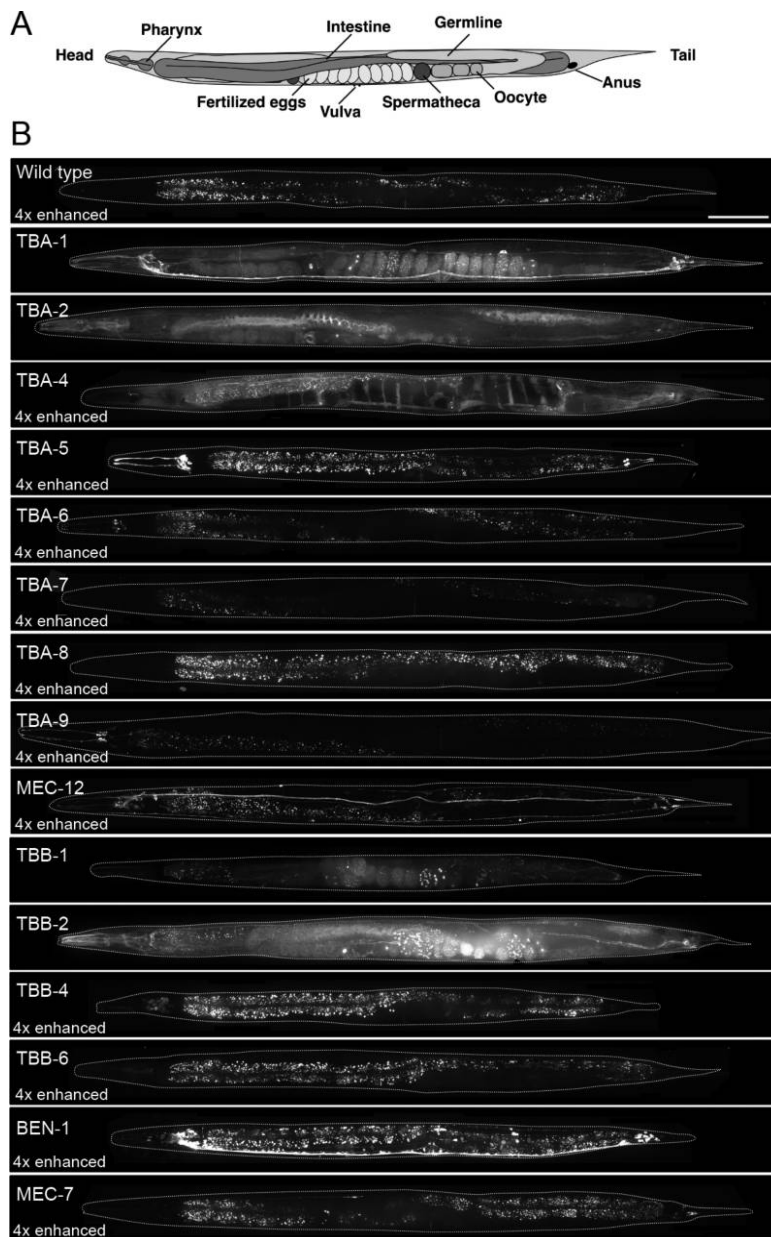 A
Pharynx
Intestine
Germline
Head
Tail
Fertilized eggs
Vulva
Spermatheca
Oocyte
Anus
B
Wild type
4x enhanced
TBA-1
TBA-2
TBA-4
4x enhanced
TBA-5
4x enhanced
TBA-6
4x enhanced
TBA-7
4x enhanced
TBA-8
4x enhanced
TBA-9
4x enhanced
MEC-12
4x enhanced
TBB-1
TBB-2
TBB-4
4x enhanced
TBB-6
4x enhanced
BEN-1
4x enhanced
MEC-7
4x enhanced